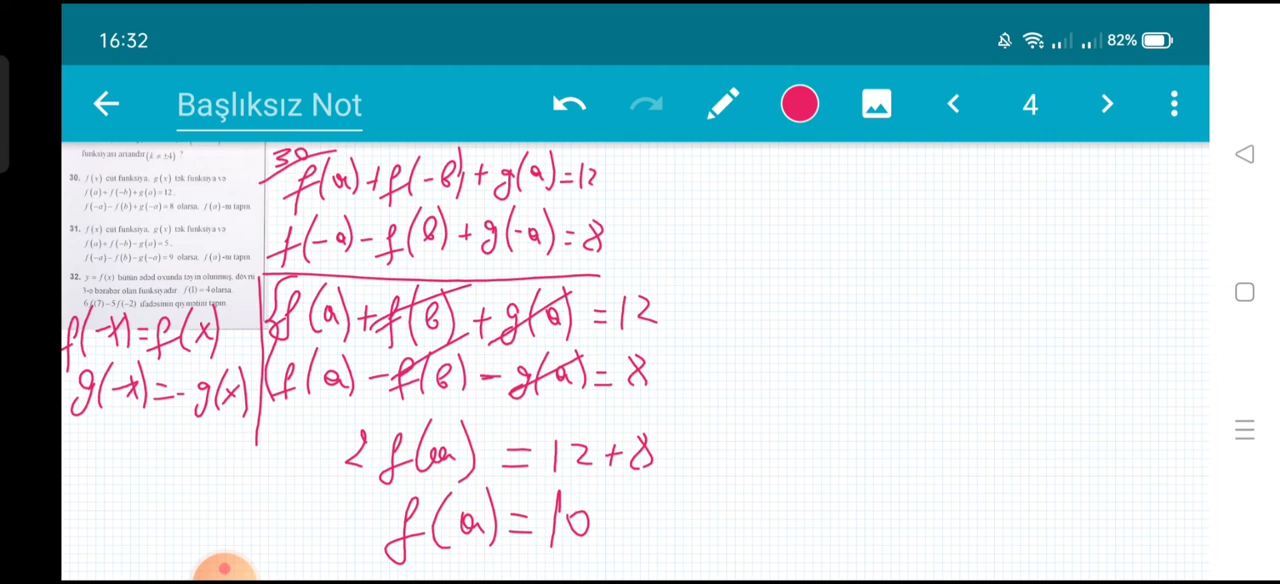 16:32
82%
Başlıksız Not
4
funksiyası artandır (k ≠ ±4) ?
30. f(x) cüt funksiya, g(x) tək funksiya və
f(a)+f(-b)+g(a)=12.
f(-a)-f(b)+g(-a)=8 olarsa, f(a)-nı tapın.
31. f(x) cüt funksiya, g(x) tək funksiya və
f(a)+f(-b)-g(a)=5.
f(-a)-f(b)-g(-a)=9 olarsa, f(a)-nı tapın
32. y=f(x) bütün ədəd oxunda təyin olunmuş, dövrü
3-ə bərabər olan funksiyadır. f(1)=4 olarsa,
6f(7)-5f(-2) ifadəsinin qiymətini tapın.
f(-x)=f(x)
g(-x)=-g(x)
30
f(a)+f(-b)+g(a)=12
f(-a)-f(b)+g(-a)=8
f(a)+f(b)+g(a)=12
f(a)-f(b)-g(a)=8
2f(a)=12+8
f(a)=10